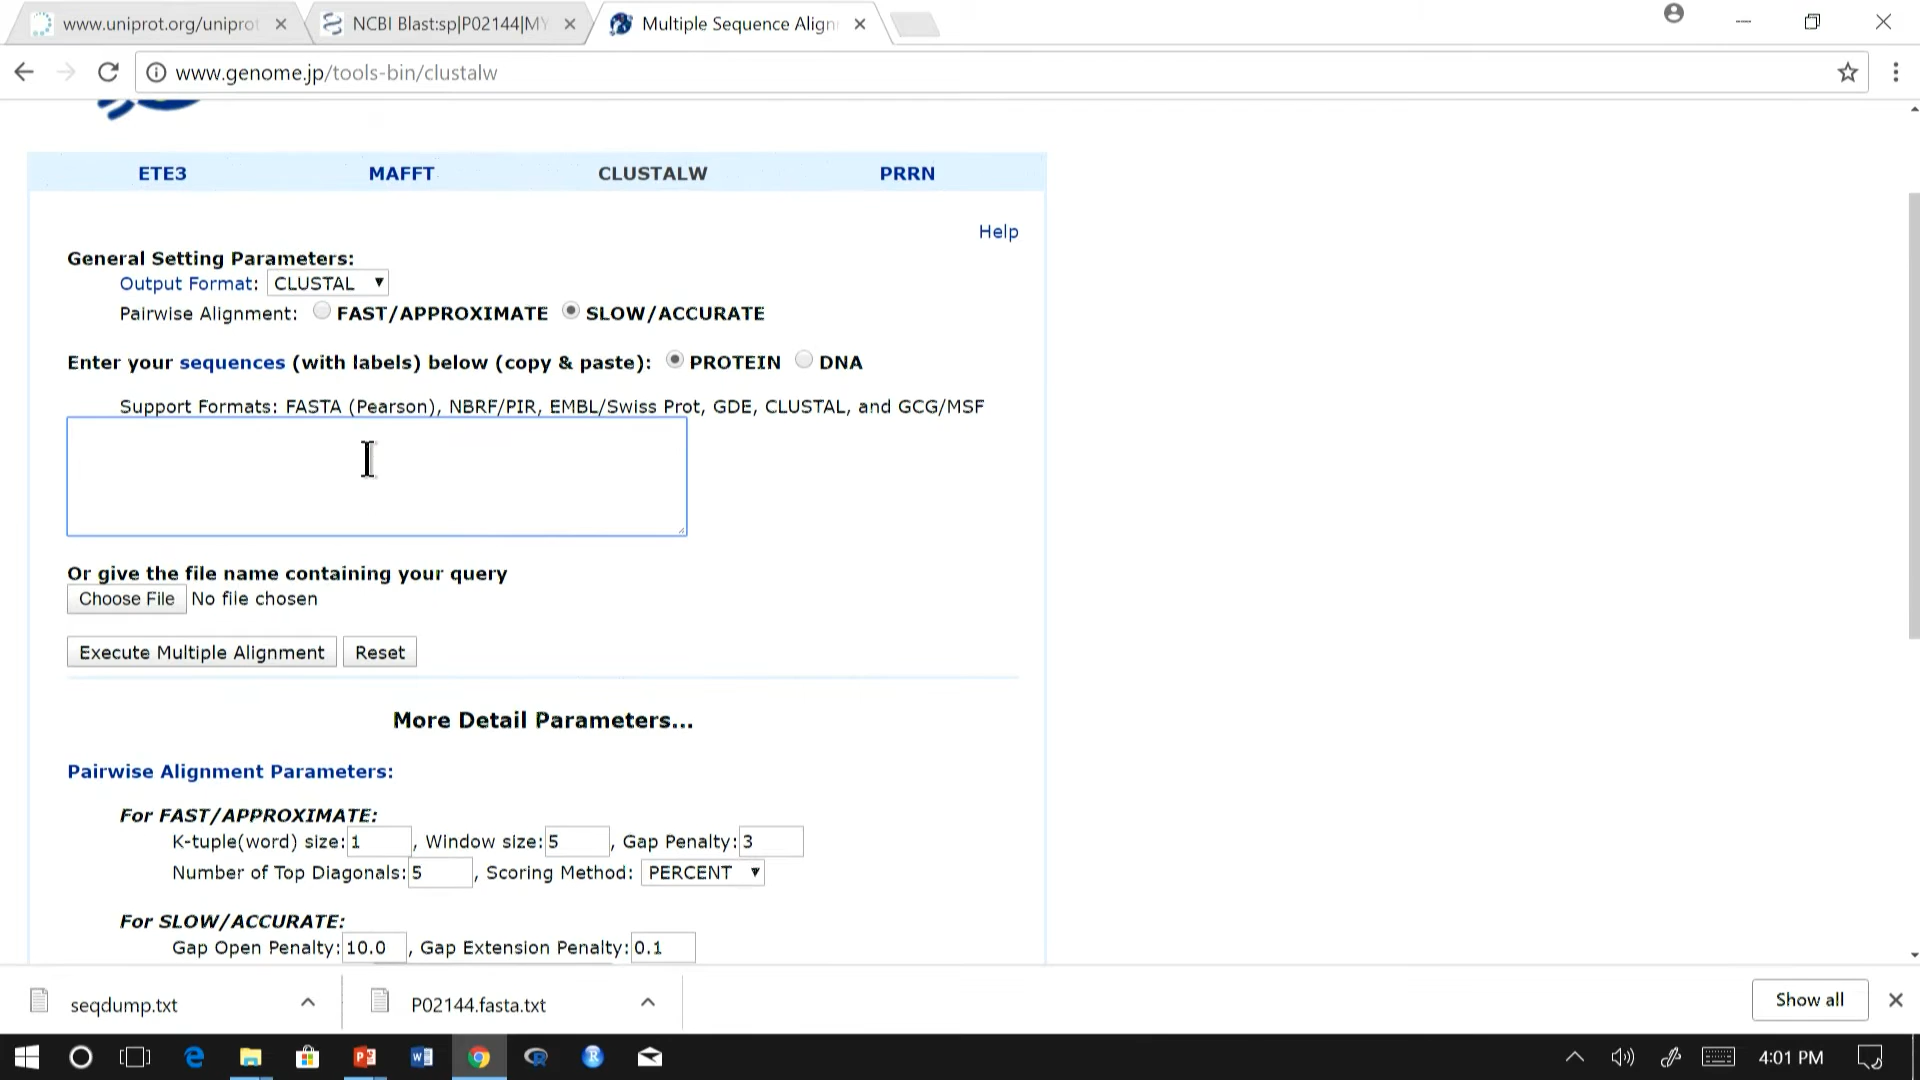 www.uniprot.org/uniprot
NCBI Blast:sp|P02144|MY
Multiple Sequence Align
www.genome.jp/tools-bin/clustalw
ETE3 MAFFT CLUSTALW PRRN
Help
General Setting Parameters:
Output Format: CLUSTAL
Pairwise Alignment: FAST/APPROXIMATE SLOW/ACCURATE
Enter your sequences (with labels) below (copy & paste): PROTEIN DNA
Support Formats: FASTA (Pearson), NBRF/PIR, EMBL/Swiss Prot, GDE, CLUSTAL, and GCG/MSF
Or give the file name containing your query
Choose File No file chosen
Execute Multiple Alignment Reset
More Detail Parameters...
Pairwise Alignment Parameters:
For FAST/APPROXIMATE:
K-tuple(word) size: 1 , Window size: 5 , Gap Penalty: 3
Number of Top Diagonals: 5 , Scoring Method: PERCENT
For SLOW/ACCURATE:
Gap Open Penalty: 10.0 , Gap Extension Penalty: 0.1
seqdump.txt P02144.fasta.txt Show all
4:01 PM